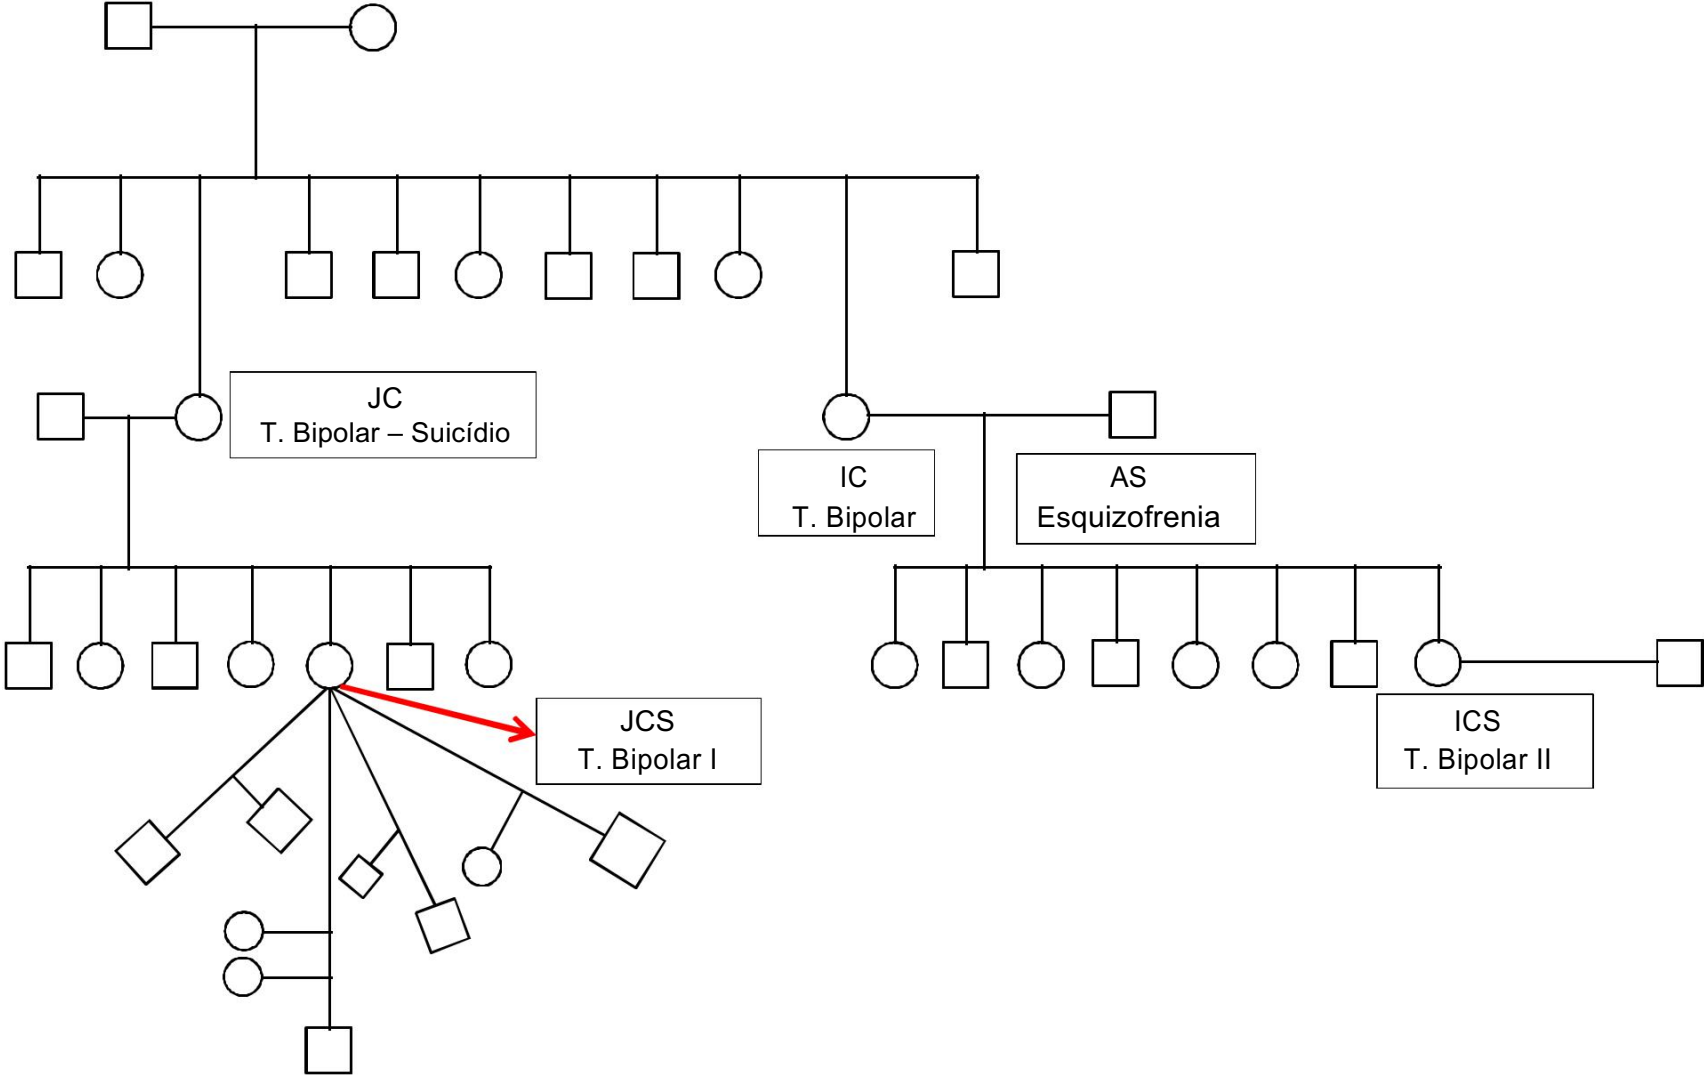 JC
T. Bipolar – Suicídio
IC
T. Bipolar
AS
Esquizofrenia
JCS
T. Bipolar I
ICS
T. Bipolar II